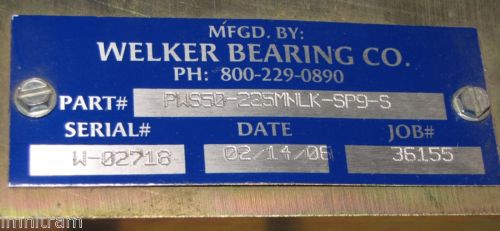 MFGD. BY:
WELKER BEARING CO.
PH: 800-229-0890
PART# PWS50-225MNLK-SP9-S
SERIAL# DATE JOB#
W-02718 02/14/06 36155
imnitram